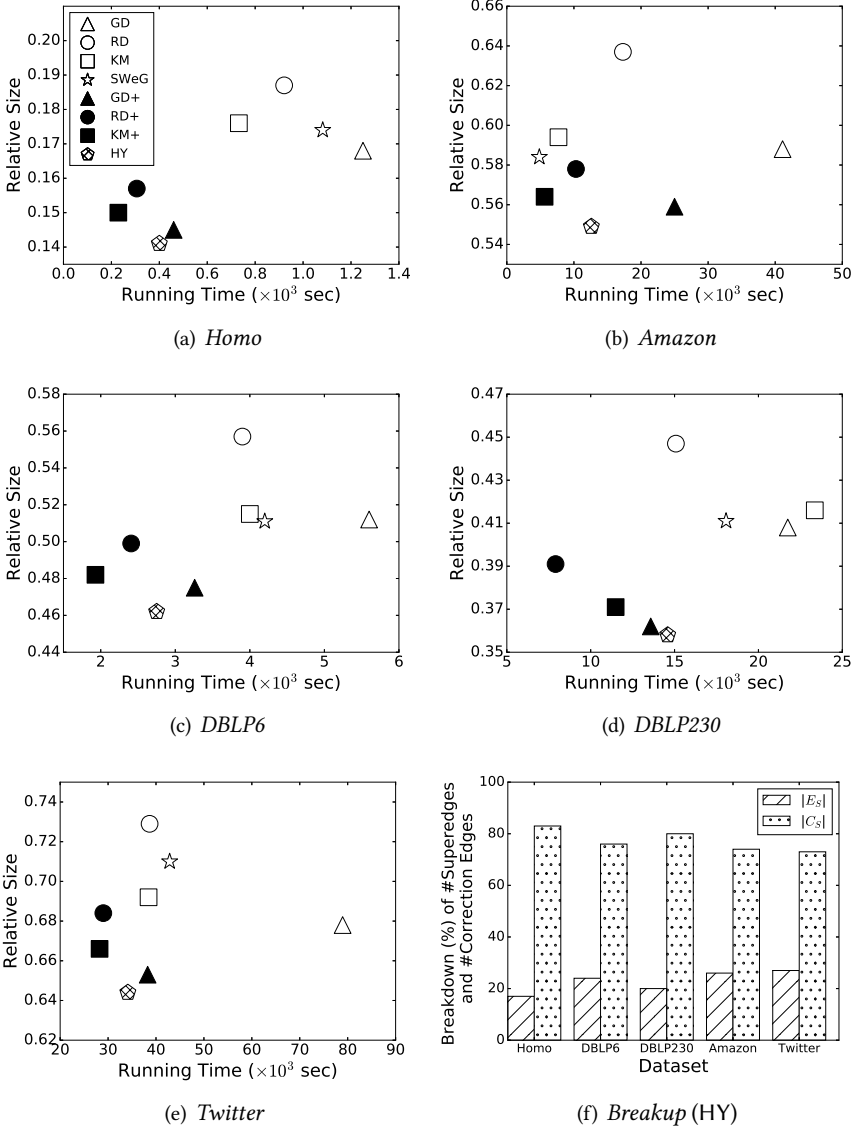 0.21
0.20
0.19
0.18
0.17
0.16
0.15
0.14
Relative Size
GD
RD
KM
SWeG
GD+
RD+
KM+
HY
0.0 0.2 0.4 0.6 0.8 1.0 1.2 1.4
Running Time (×10³ sec)
(a) Homo
0.66
0.64
0.62
0.60
0.58
0.56
0.54
Relative Size
0 10 20 30 40 50
Running Time (×10³ sec)
(b) Amazon
0.58
0.56
0.54
0.52
0.50
0.48
0.46
0.44
Relative Size
2 3 4 5 6
Running Time (×10³ sec)
(c) DBLP6
0.47
0.45
0.43
0.41
0.39
0.37
0.35
Relative Size
5 10 15 20 25
Running Time (×10³ sec)
(d) DBLP230
0.74
0.72
0.70
0.68
0.66
0.64
0.62
Relative Size
20 30 40 50 60 70 80 90
Running Time (×10³ sec)
(e) Twitter
100
80
60
40
20
0
Breakdown (%) of #Superedges
and #Correction Edges
|E_S|
|C_S|
Homo DBLP6 DBLP230 Amazon Twitter
Dataset
(f) Breakup (HY)